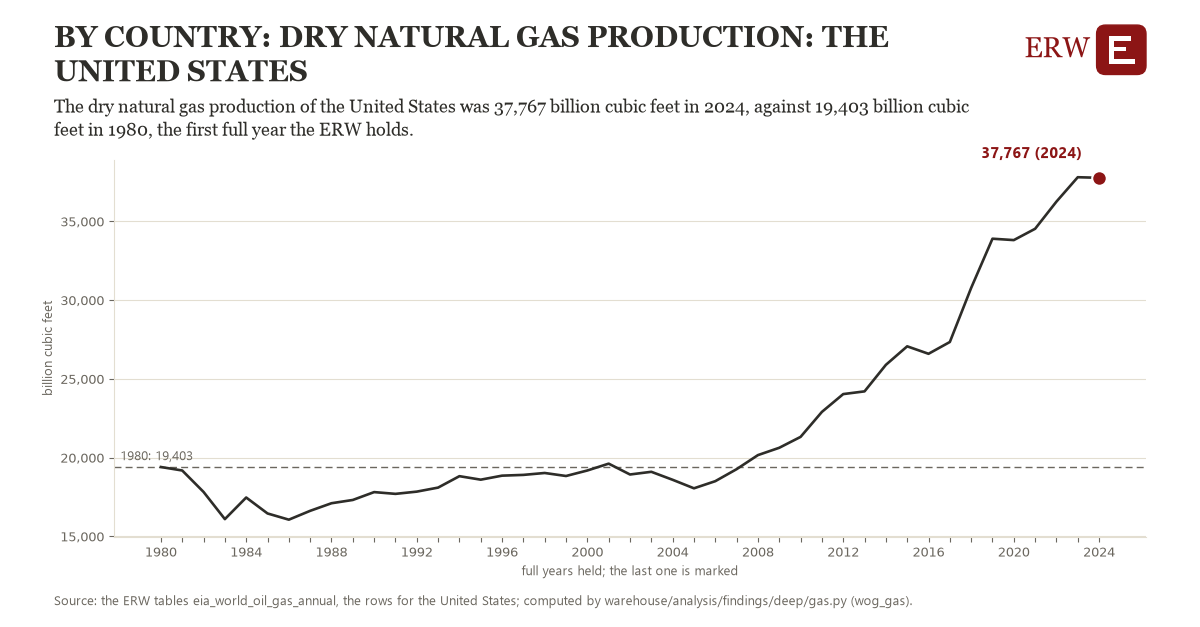 BY COUNTRY: DRY NATURAL GAS PRODUCTION: THE
UNITED STATES
ERW E
The dry natural gas production of the United States was 37,767 billion cubic feet in 2024, against 19,403 billion cubic
feet in 1980, the first full year the ERW holds.
37,767 (2024)
billion cubic feet
35,000
30,000
25,000
20,000
15,000
1980: 19,403
1980 1984 1988 1992 1996 2000 2004 2008 2012 2016 2020 2024
full years held; the last one is marked
Source: the ERW tables eia_world_oil_gas_annual, the rows for the United States; computed by warehouse/analysis/findings/deep/gas.py (wog_gas).